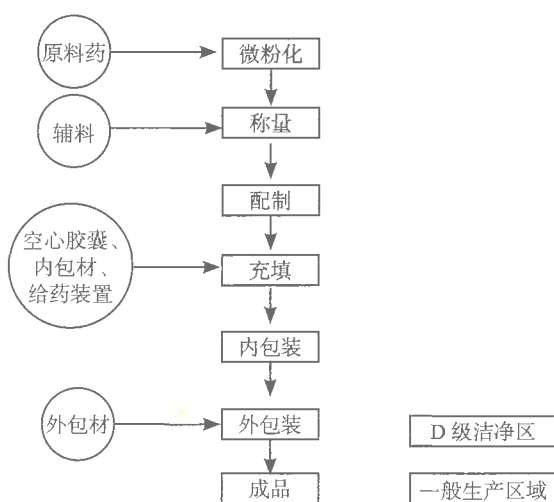 原料药
微粉化
辅料
称量
配制
空心胶囊、
内包材、
给药装置
充填
内包装
外包材
外包装
D 级洁净区
成品
一般生产区域